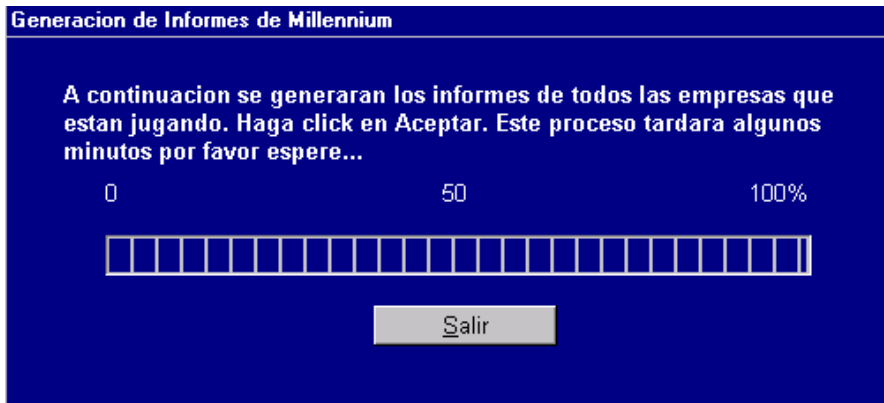 Generacion de Informes de Millennium
A continuacion se generaran los informes de todos las empresas que
estan jugando. Haga click en Aceptar. Este proceso tardara algunos
minutos por favor espere...
0 50 100%
Salir